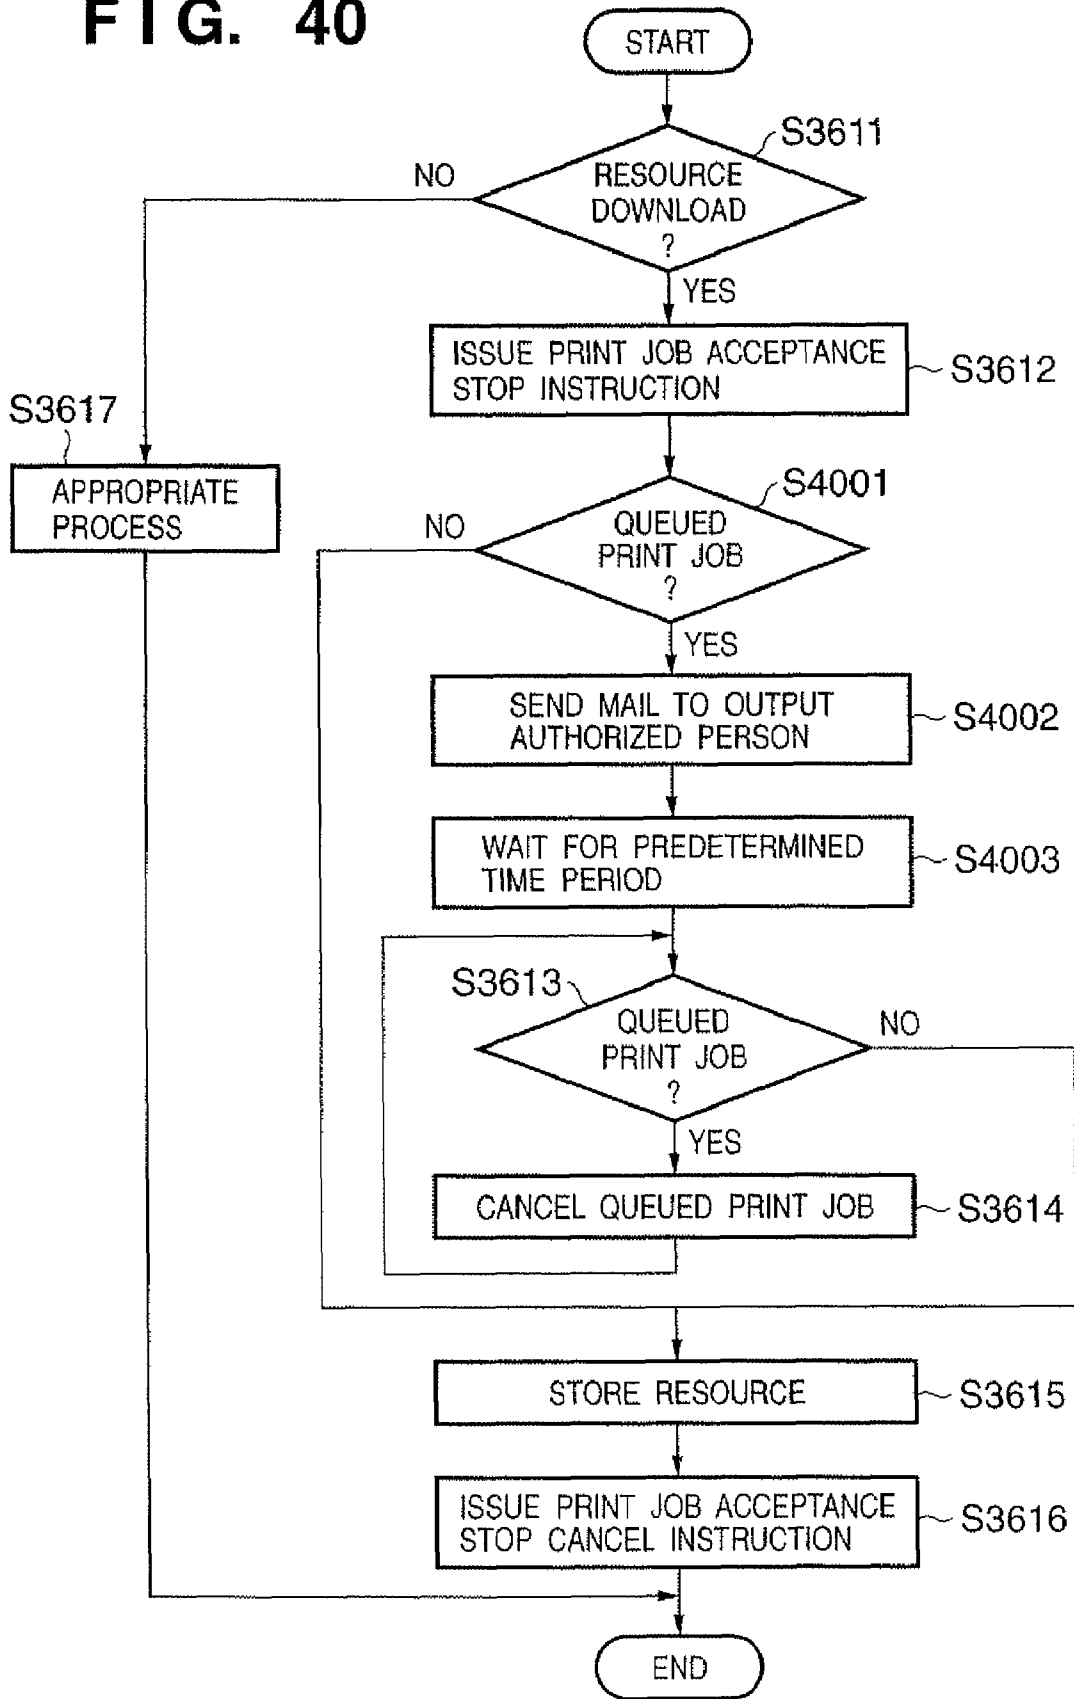 FIG. 40
START
S3611
RESOURCE
DOWNLOAD
?
NO
YES
ISSUE PRINT JOB ACCEPTANCE
STOP INSTRUCTION
S3612
S3617
APPROPRIATE
PROCESS
S4001
QUEUED
PRINT JOB
?
NO
YES
SEND MAIL TO OUTPUT
AUTHORIZED PERSON
S4002
WAIT FOR PREDETERMINED
TIME PERIOD
S4003
S3613
QUEUED
PRINT JOB
?
NO
YES
CANCEL QUEUED PRINT JOB
S3614
STORE RESOURCE
S3615
ISSUE PRINT JOB ACCEPTANCE
STOP CANCEL INSTRUCTION
S3616
END